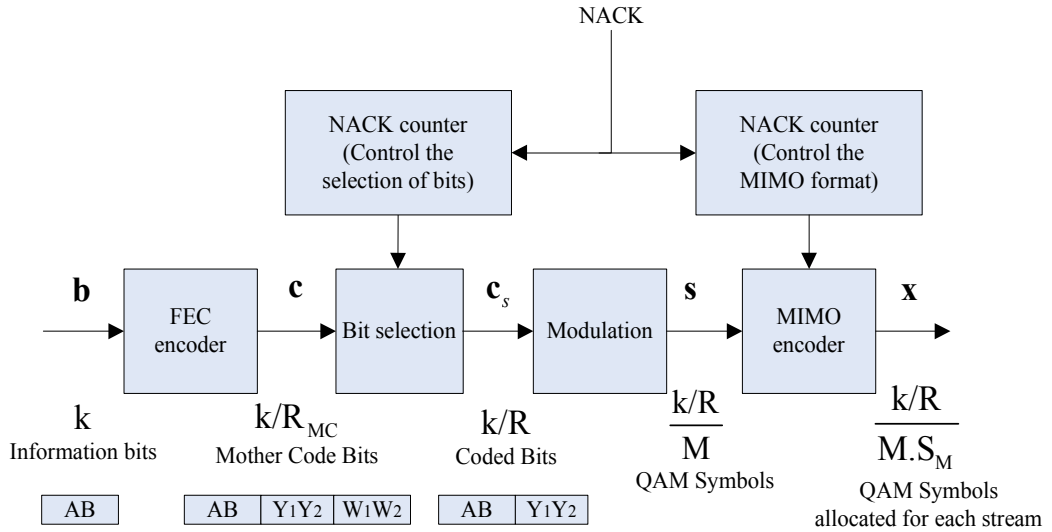 NACK
NACK counter
(Control the
selection of bits)
NACK counter
(Control the
MIMO format)
b
FEC
encoder
c
Bit selection
c_s
Modulation
s
MIMO
encoder
x
k
Information bits
k/R_MC
Mother Code Bits
k/R
Coded Bits
k/R
M
QAM Symbols
k/R
M.S_M
QAM Symbols
allocated for each stream
AB
AB
Y1Y2
W1W2
AB
Y1Y2